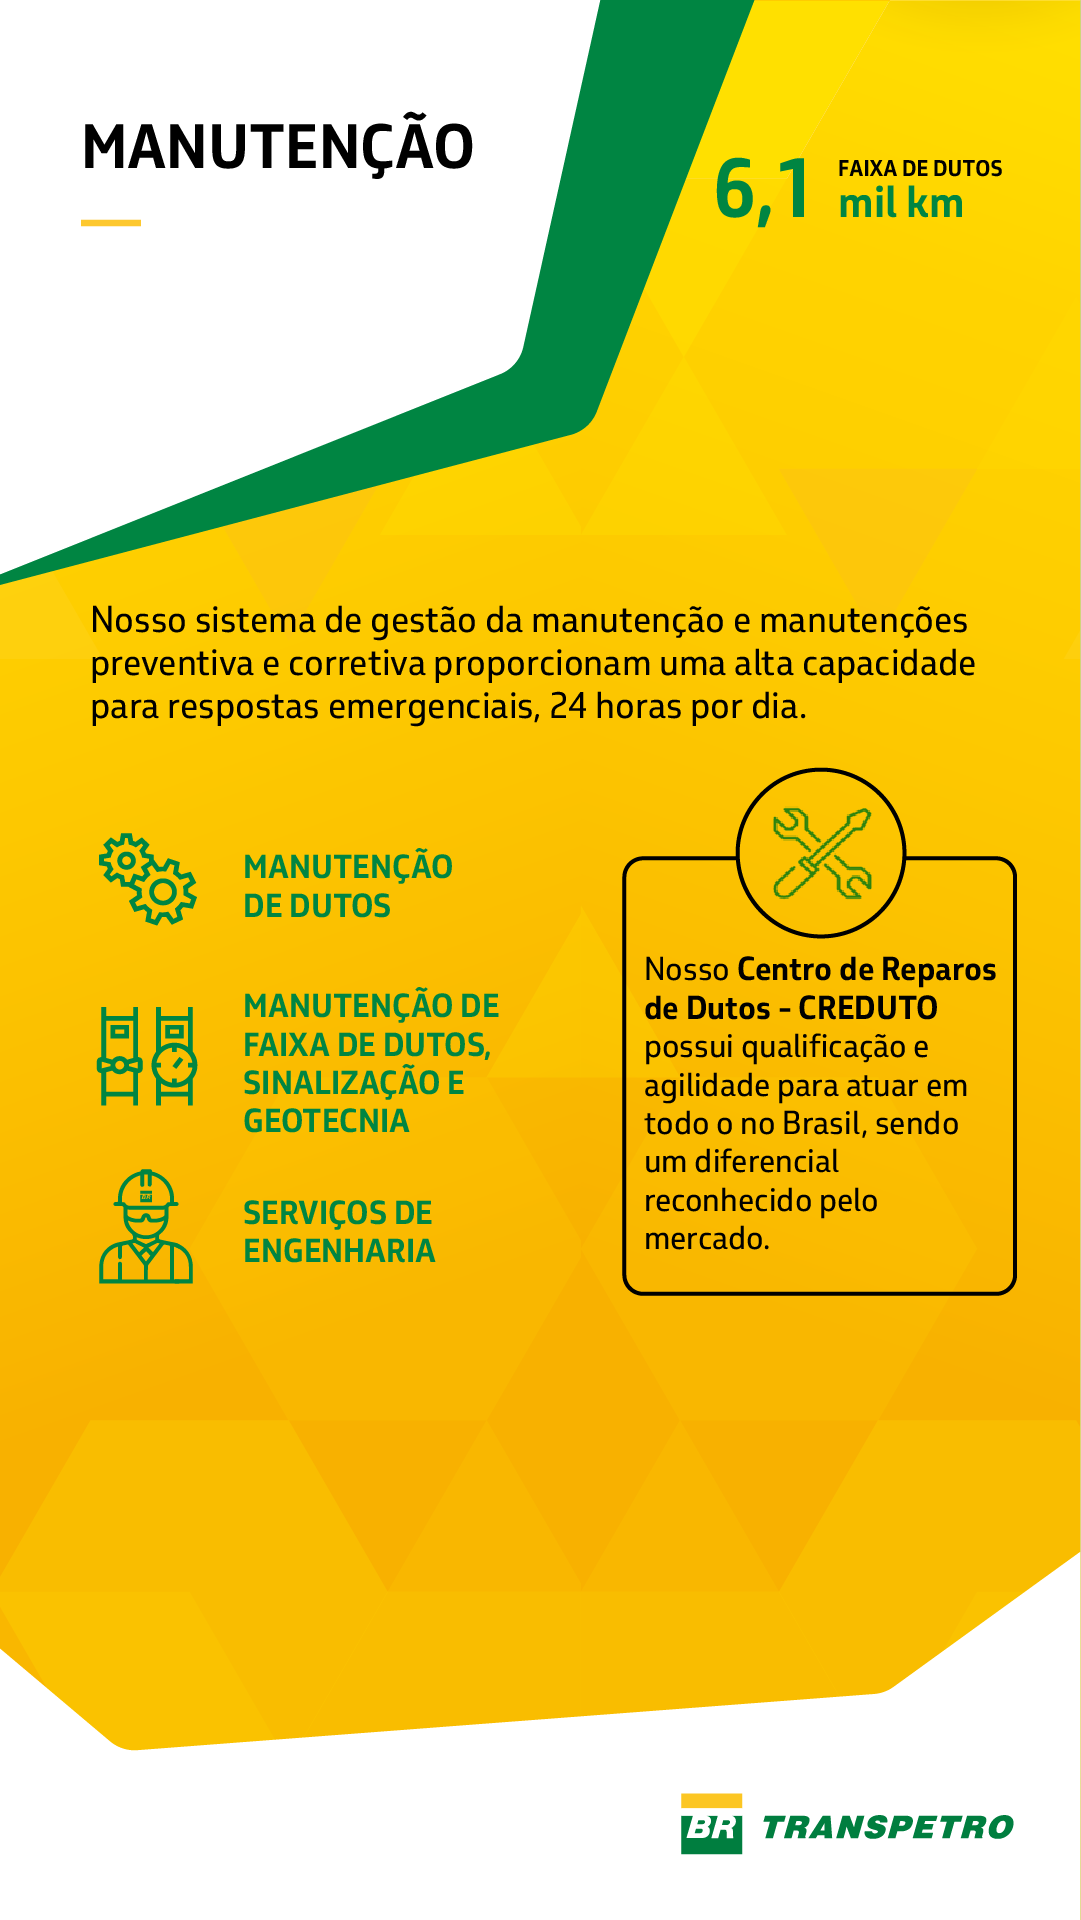 MANUTENÇÃO
6,1
FAIXA DE DUTOS
mil km
Nosso sistema de gestão da manutenção e manutenções
preventiva e corretiva proporcionam uma alta capacidade
para respostas emergenciais, 24 horas por dia.
MANUTENÇÃO
DE DUTOS
MANUTENÇÃO DE
FAIXA DE DUTOS,
SINALIZAÇÃO E
GEOTECNIA
SERVIÇOS DE
ENGENHARIA
Nosso Centro de Reparos
de Dutos - CREDUTO
possui qualificação e
agilidade para atuar em
todo o no Brasil, sendo
um diferencial
reconhecido pelo
mercado.
BR TRANSPETRO